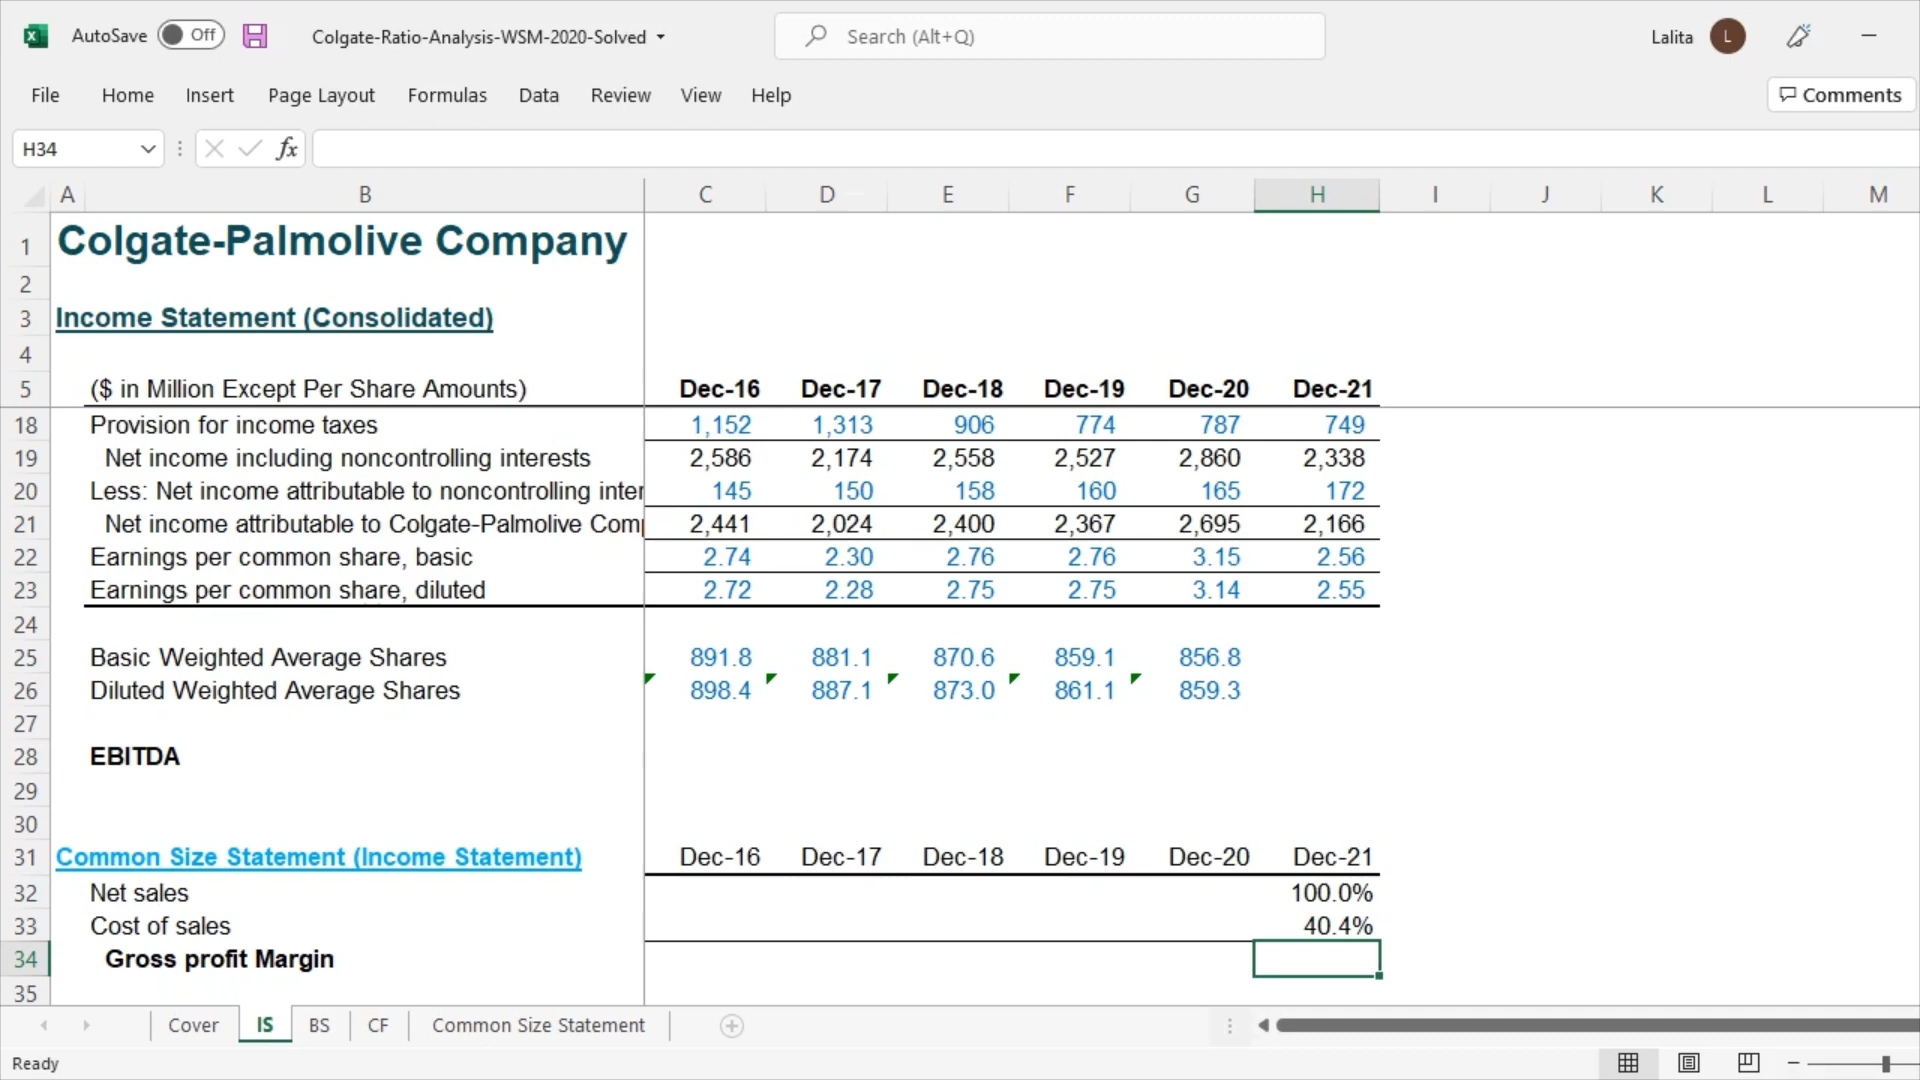 AutoSave Off Colgate-Ratio-Analysis-WSM-2020-Solved Search (Alt+Q) Lalita L
File Home Insert Page Layout Formulas Data Review View Help Comments
H34 fx
A B C D E F G H I J K L M
1 Colgate-Palmolive Company
2
3 Income Statement (Consolidated)
4
5 ($ in Million Except Per Share Amounts) Dec-16 Dec-17 Dec-18 Dec-19 Dec-20 Dec-21
18 Provision for income taxes 1,152 1,313 906 774 787 749
19 Net income including noncontrolling interests 2,586 2,174 2,558 2,527 2,860 2,338
20 Less: Net income attributable to noncontrolling inter 145 150 158 160 165 172
21 Net income attributable to Colgate-Palmolive Com 2,441 2,024 2,400 2,367 2,695 2,166
22 Earnings per common share, basic 2.74 2.30 2.76 2.76 3.15 2.56
23 Earnings per common share, diluted 2.72 2.28 2.75 2.75 3.14 2.55
24
25 Basic Weighted Average Shares 891.8 881.1 870.6 859.1 856.8
26 Diluted Weighted Average Shares 898.4 887.1 873.0 861.1 859.3
27
28 EBITDA
29
30
31 Common Size Statement (Income Statement) Dec-16 Dec-17 Dec-18 Dec-19 Dec-20 Dec-21
32 Net sales 100.0%
33 Cost of sales 40.4%
34 Gross profit Margin
35
Cover IS BS CF Common Size Statement
Ready